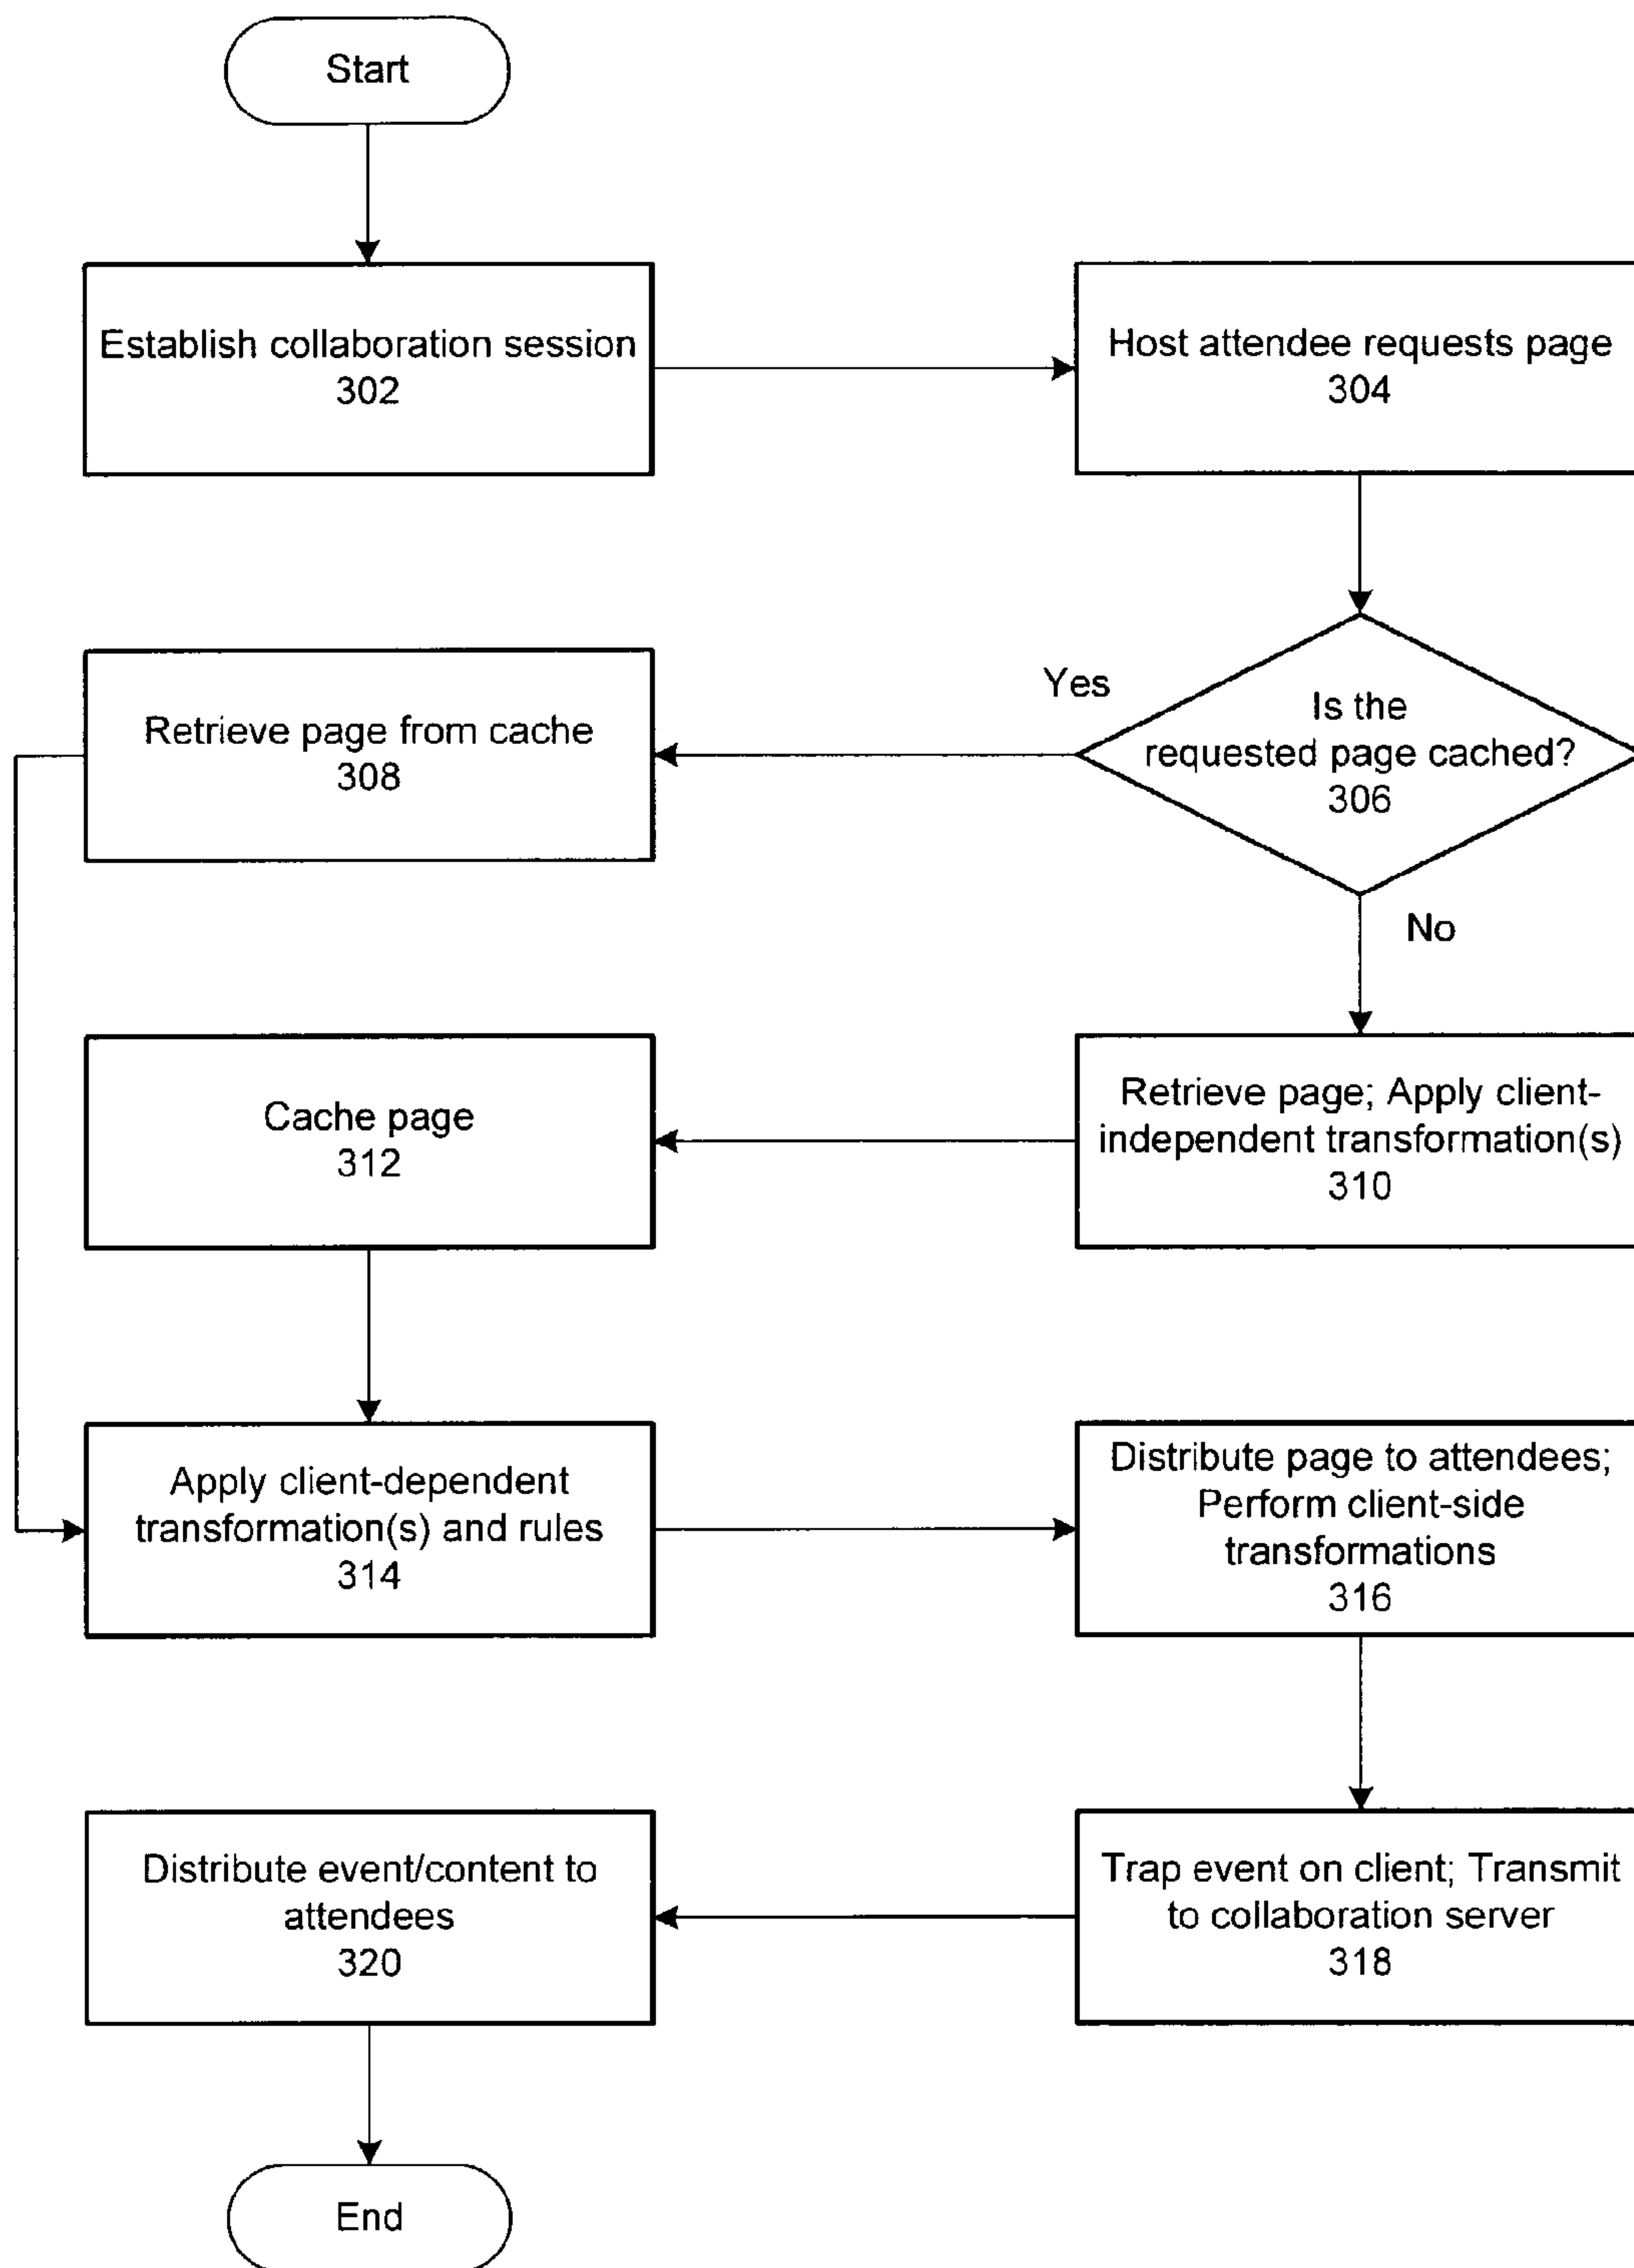 Start
Establish collaboration session
302
Host attendee requests page
304
Yes
Is the
requested page cached?
306
Retrieve page from cache
308
No
Retrieve page; Apply client-
independent transformation(s)
310
Cache page
312
Apply client-dependent
transformation(s) and rules
314
Distribute page to attendees;
Perform client-side
transformations
316
Trap event on client; Transmit
to collaboration server
318
Distribute event/content to
attendees
320
End